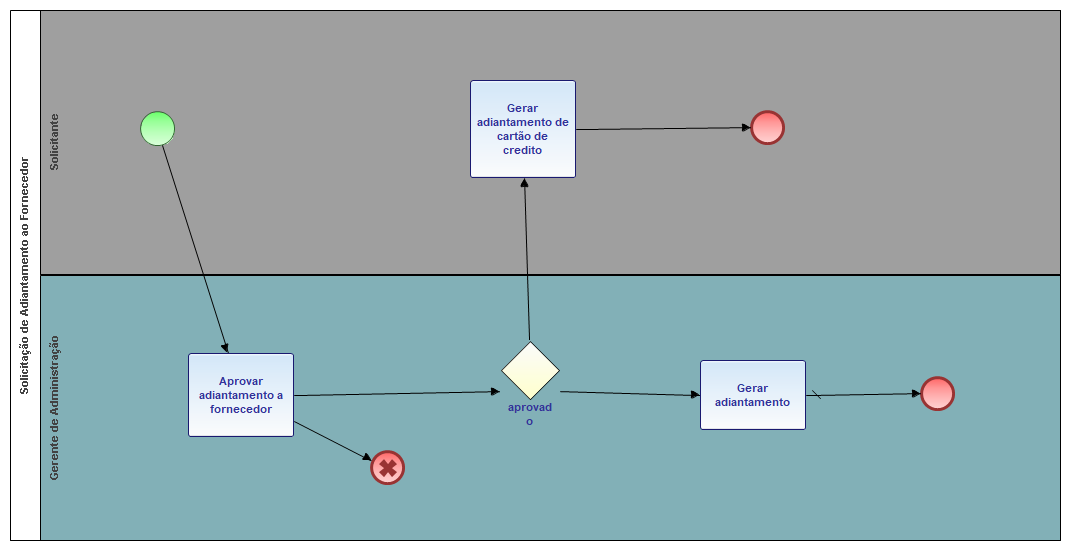 Solicitação de Adiantamento ao Fornecedor
Solicitante
Gerar
adiantamento de
cartão de
credito
Gerente de Administração
Aprovar
adiantamento a
fornecedor
aprovad
o
Gerar
adiantamento